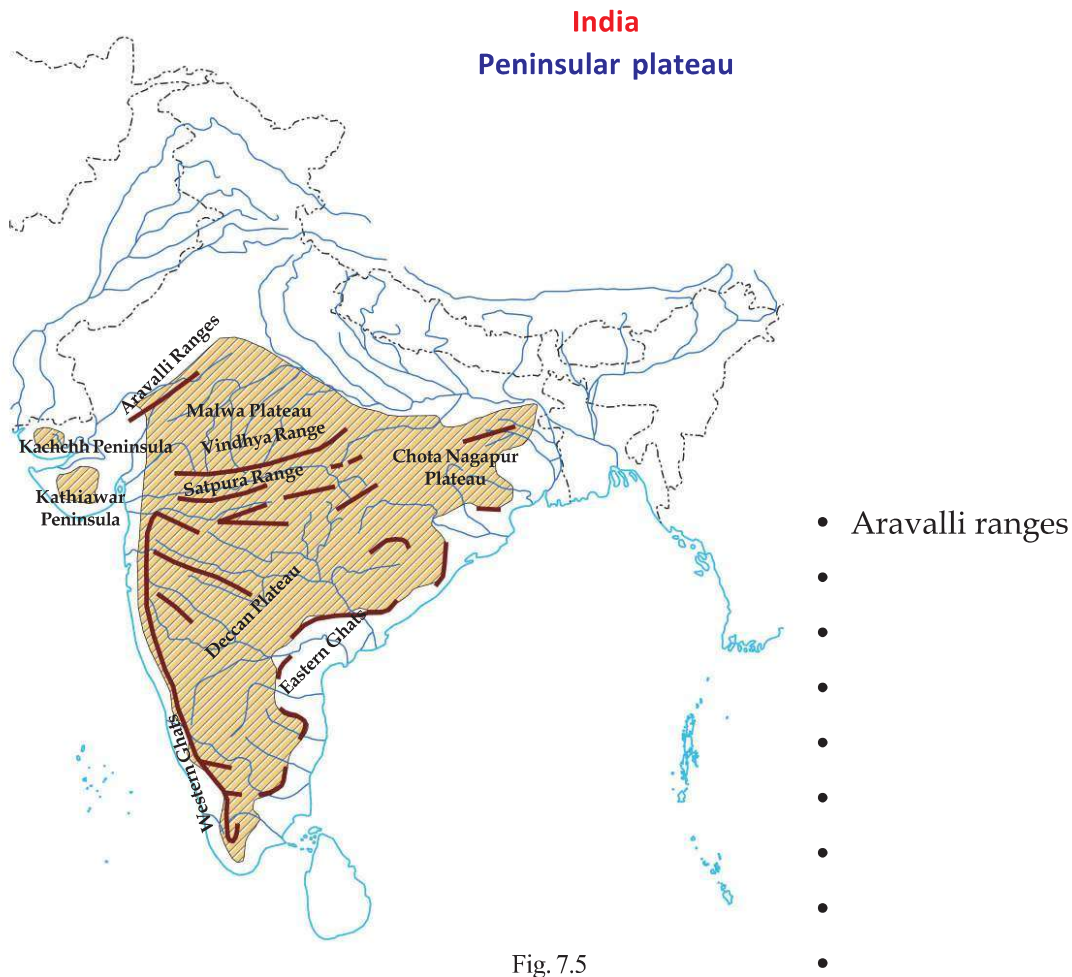 India
Peninsular plateau
Aravalli Ranges
Malwa Plateau
Vindhya Range
Kachchh Peninsula
Satpura Range
Chota Nagapur
Plateau
Kathiawar
Peninsula
• Aravalli ranges
•
•
•
•
•
•
•
•
Deccan Plateau
Eastern Ghats
Western Ghats
Fig. 7.5